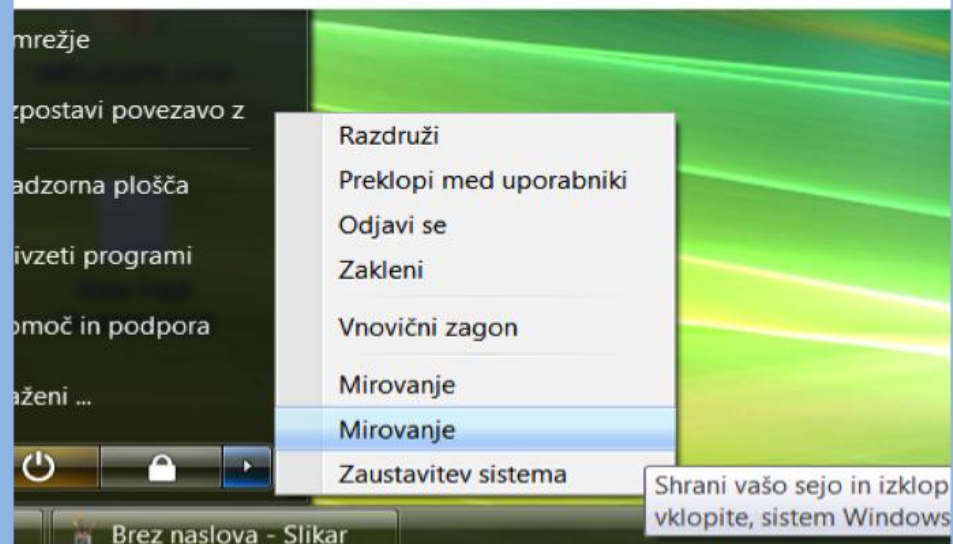 mrežje
zpostavi povezavo z
adzorna plošča
ivzeti programi
omoč in podpora
aženi ...
Razdruži
Preklopi med uporabniki
Odjavi se
Zakleni
Vnovični zagon
Mirovanje
Mirovanje
Zaustavitev sistema
Shrani vašo sejo in izklop
vklopite, sistem Windows
Brez naslova - Slikar